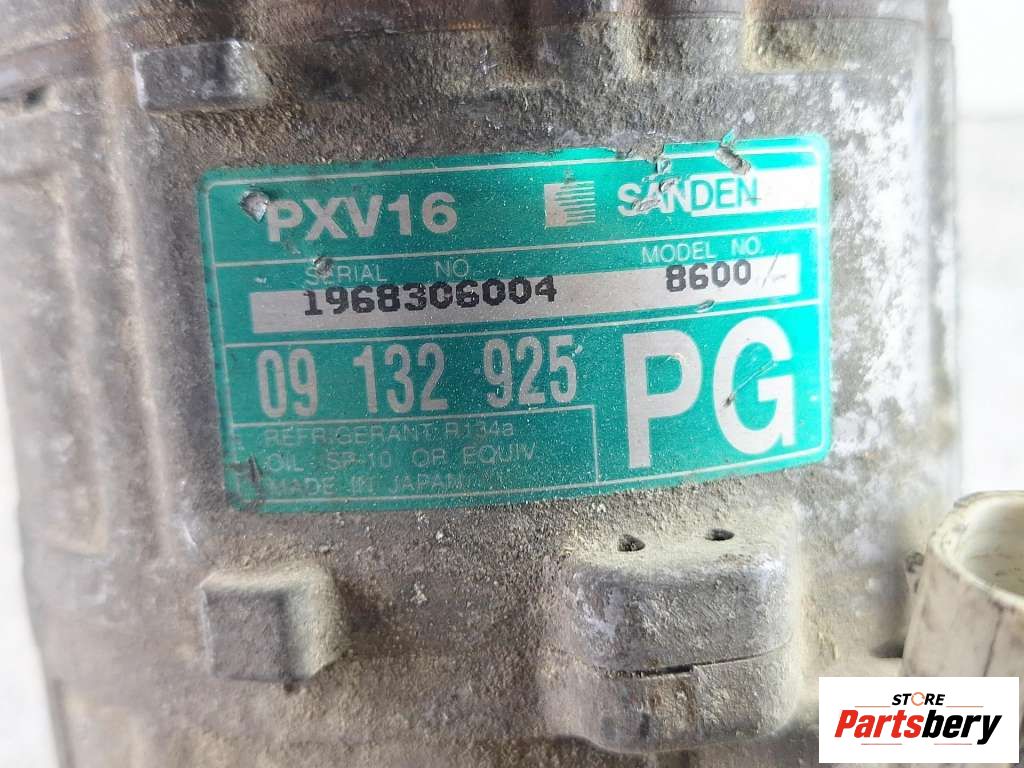 PXV16 SANDEN
SERIAL NO. MODEL NO.
1968306004 8600
09 132 925 PG
REFRIGERANT R134a
OIL SP-10 OR EQUIV
MADE IN JAPAN
STORE
Partsbery